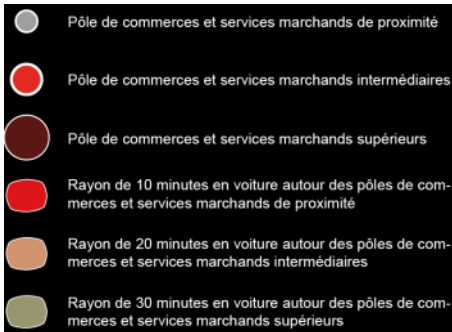 Pôle de commerces et services marchands de proximité
Pôle de commerces et services marchands intermédiaires
Pôle de commerces et services marchands supérieurs
Rayon de 10 minutes en voiture autour des pôles de com-
merces et services marchands de proximité
Rayon de 20 minutes en voiture autour des pôles de com-
merces et services marchands intermédiaires
Rayon de 30 minutes en voiture autour des pôles de com-
merces et services marchands supérieurs